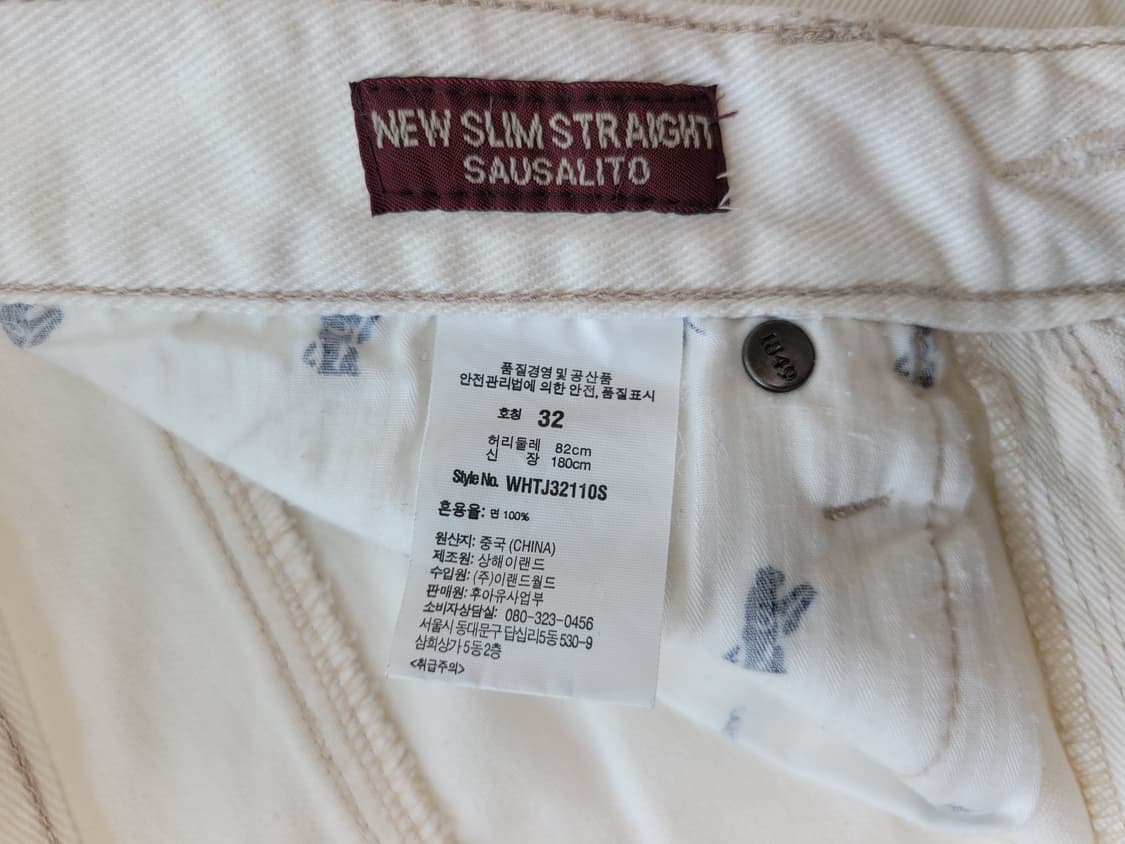 NEW SLIM STRAIGHT
SAUSALITO
1849
품질경영 및 공산품
안전관리법에 의한 안전, 품질표시
호칭 32
허리둘레 82cm
신 장 180cm
Style No. WHTJ32110S
혼용율: 면 100%
원산지: 중국 (CHINA)
제조원: 상해이랜드
수입원: (주)이랜드월드
판매원: 후아유사업부
소비자상담실: 080-323-0456
서울시 동대문구 답십리5동 530-9
삼희상가 5동 2층
<취급주의>